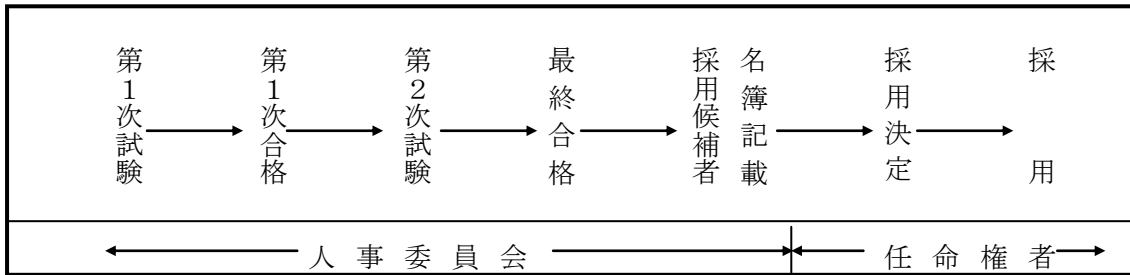 第１次試験
第１次合格
第２次試験
最終合格
採用候補者
名簿記載
採用決定
採用
人事委員会
任命権者